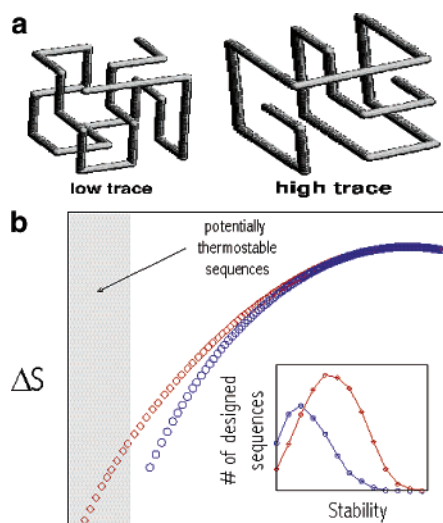 a
low trace
high trace
b
potentially
thermostable
sequences
ΔS
# of designed
sequences
Stability